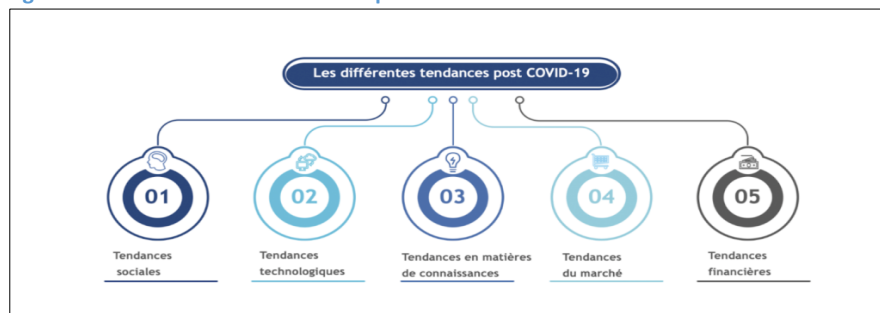 Les différentes tendances post COVID-19
01
02
03
04
05
Tendances
sociales
Tendances
technologiques
Tendances en matières
de connaissances
Tendances
du marché
Tendances
financières